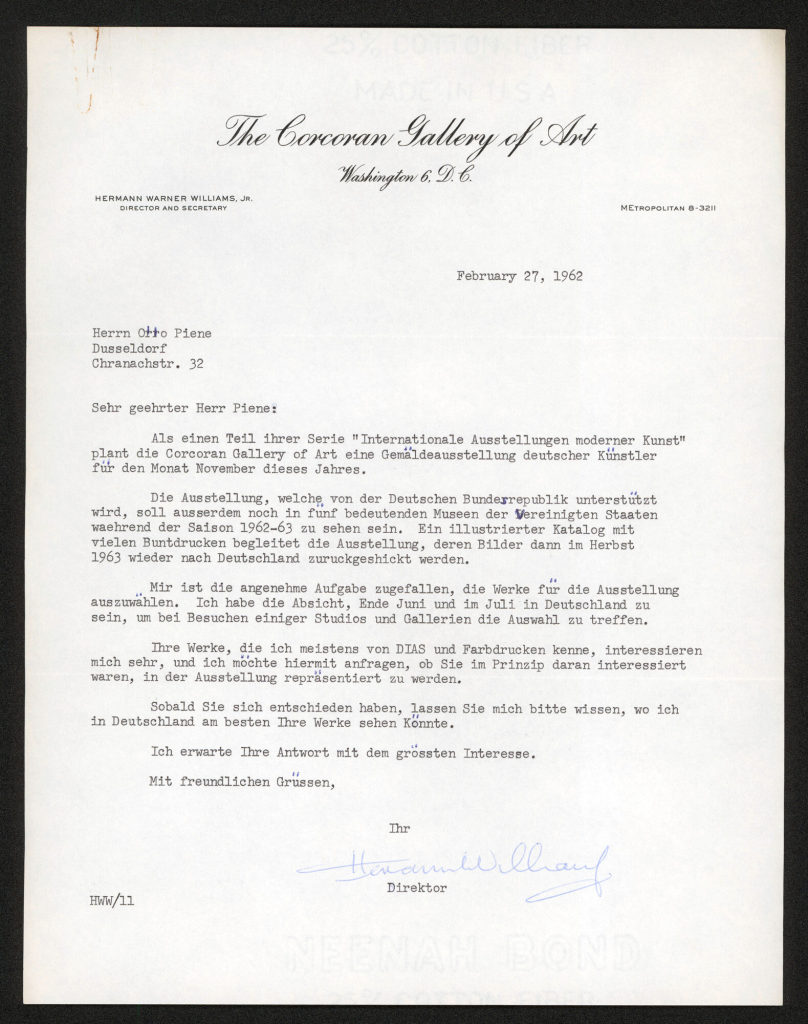 25% COTTON FIBER
MADE IN U S A
The Corcoran Gallery of Art
Washington 6, D.C.
HERMANN WARNER WILLIAMS, JR.
DIRECTOR AND SECRETARY
METROPOLITAN 8-3211
February 27, 1962
Herrn Otto Piene
Dusseldorf
Chranachstr. 32
Sehr geehrter Herr Piene:
Als einen Teil ihrer Serie "Internationale Ausstellungen moderner Kunst"
plant die Corcoran Gallery of Art eine Gemäldeausstellung deutscher Künstler
für den Monat November dieses Jahres.
Die Ausstellung, welche von der Deutschen Bundesrepublik unterstützt
wird, soll ausserdem noch in fünf bedeutenden Museen der Vereinigten Staaten
waehrend der Saison 1962-63 zu sehen sein. Ein illustrierter Katalog mit
vielen Buntdrucken begleitet die Ausstellung, deren Bilder dann im Herbst
1963 wieder nach Deutschland zuruckgeshickt werden.
Mir ist die angenehme Aufgabe zugefallen, die Werke für die Ausstellung
auszuwählen. Ich habe die Absicht, Ende Juni und im Juli in Deutschland zu
sein, um bei Besuchen einiger Studios und Gallerien die Auswahl zu treffen.
Ihre Werke, die ich meistens von DIAS und Farbdrucken kenne, interessieren
mich sehr, und ich möchte hiermit anfragen, ob Sie im Prinzip daran interessiert
waren, in der Ausstellung repräsentiert zu werden.
Sobald Sie sich entschieden haben, lassen Sie mich bitte wissen, wo ich
in Deutschland am besten Ihre Werke sehen Könnte.
Ich erwarte Ihre Antwort mit dem grössten Interesse.
Mit freundlichen Grüssen,
Ihr
Hermann Williams
Direktor
HWW/ll
NEENAH BOND